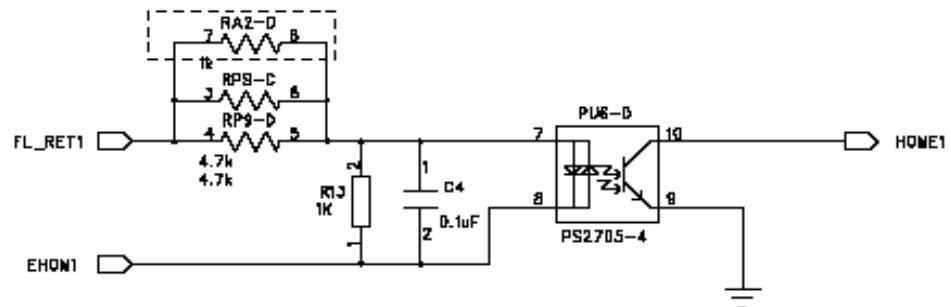 RA2-D
7 8
1k
RP9-C
3 6
RP9-D
FL_RET1
4 5
4.7k
4.7k
7
PU6-D
10
HOME1
2
R13
1K
1
1
C4
0.1uF
2
8
9
PS2705-4
EHOM1